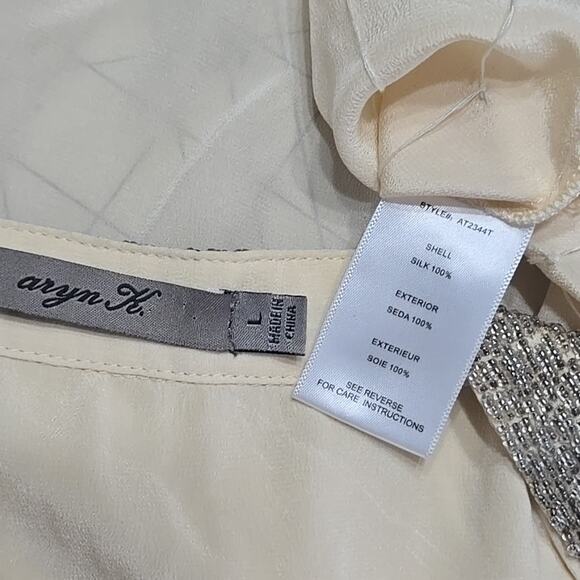 aryn K.
L
MADE IN
CHINA
STYLE#: AT2344T
SHELL
SILK 100%
EXTERIOR
SEDA 100%
EXTERIEUR
SOIE 100%
SEE REVERSE
FOR CARE INSTRUCTIONS